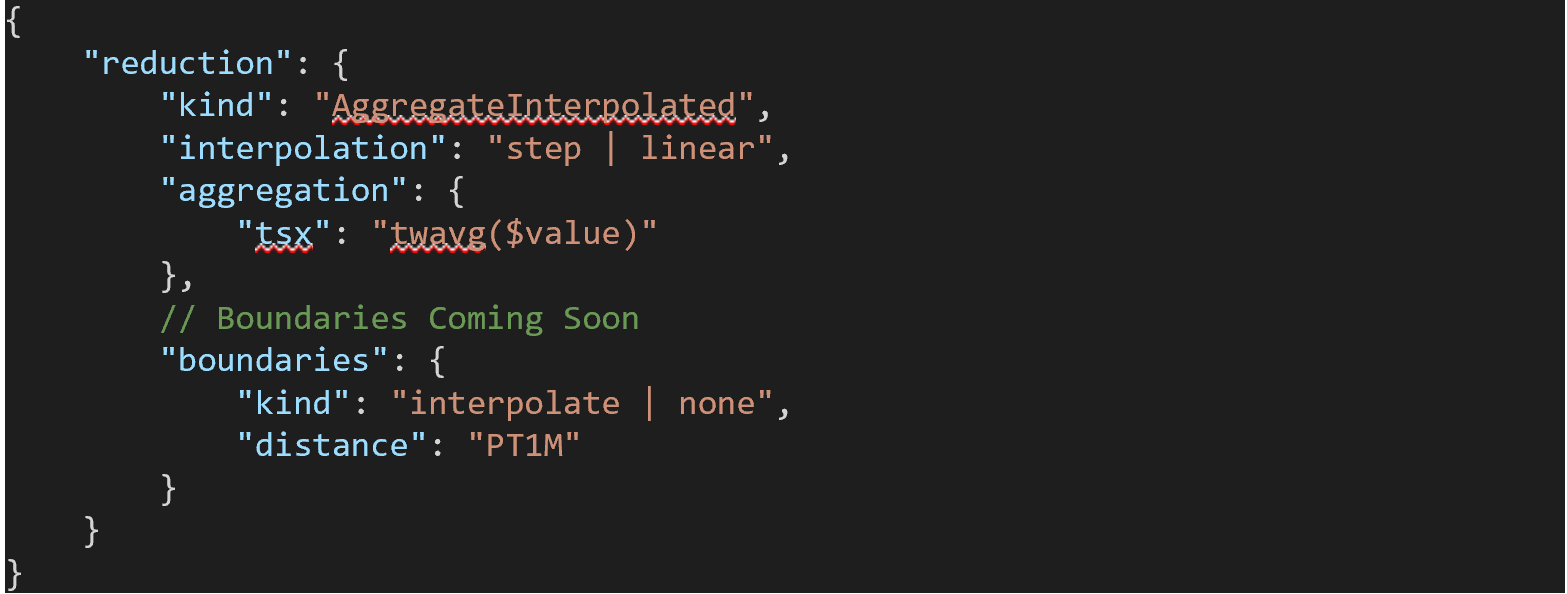 {
    "reduction": {
        "kind": "AggregateInterpolated",
        "interpolation": "step | linear",
        "aggregation": {
            "tsx": "twavg($value)"
        },
        // Boundaries Coming Soon
        "boundaries": {
            "kind": "interpolate | none",
            "distance": "PT1M"
        }
    }
}